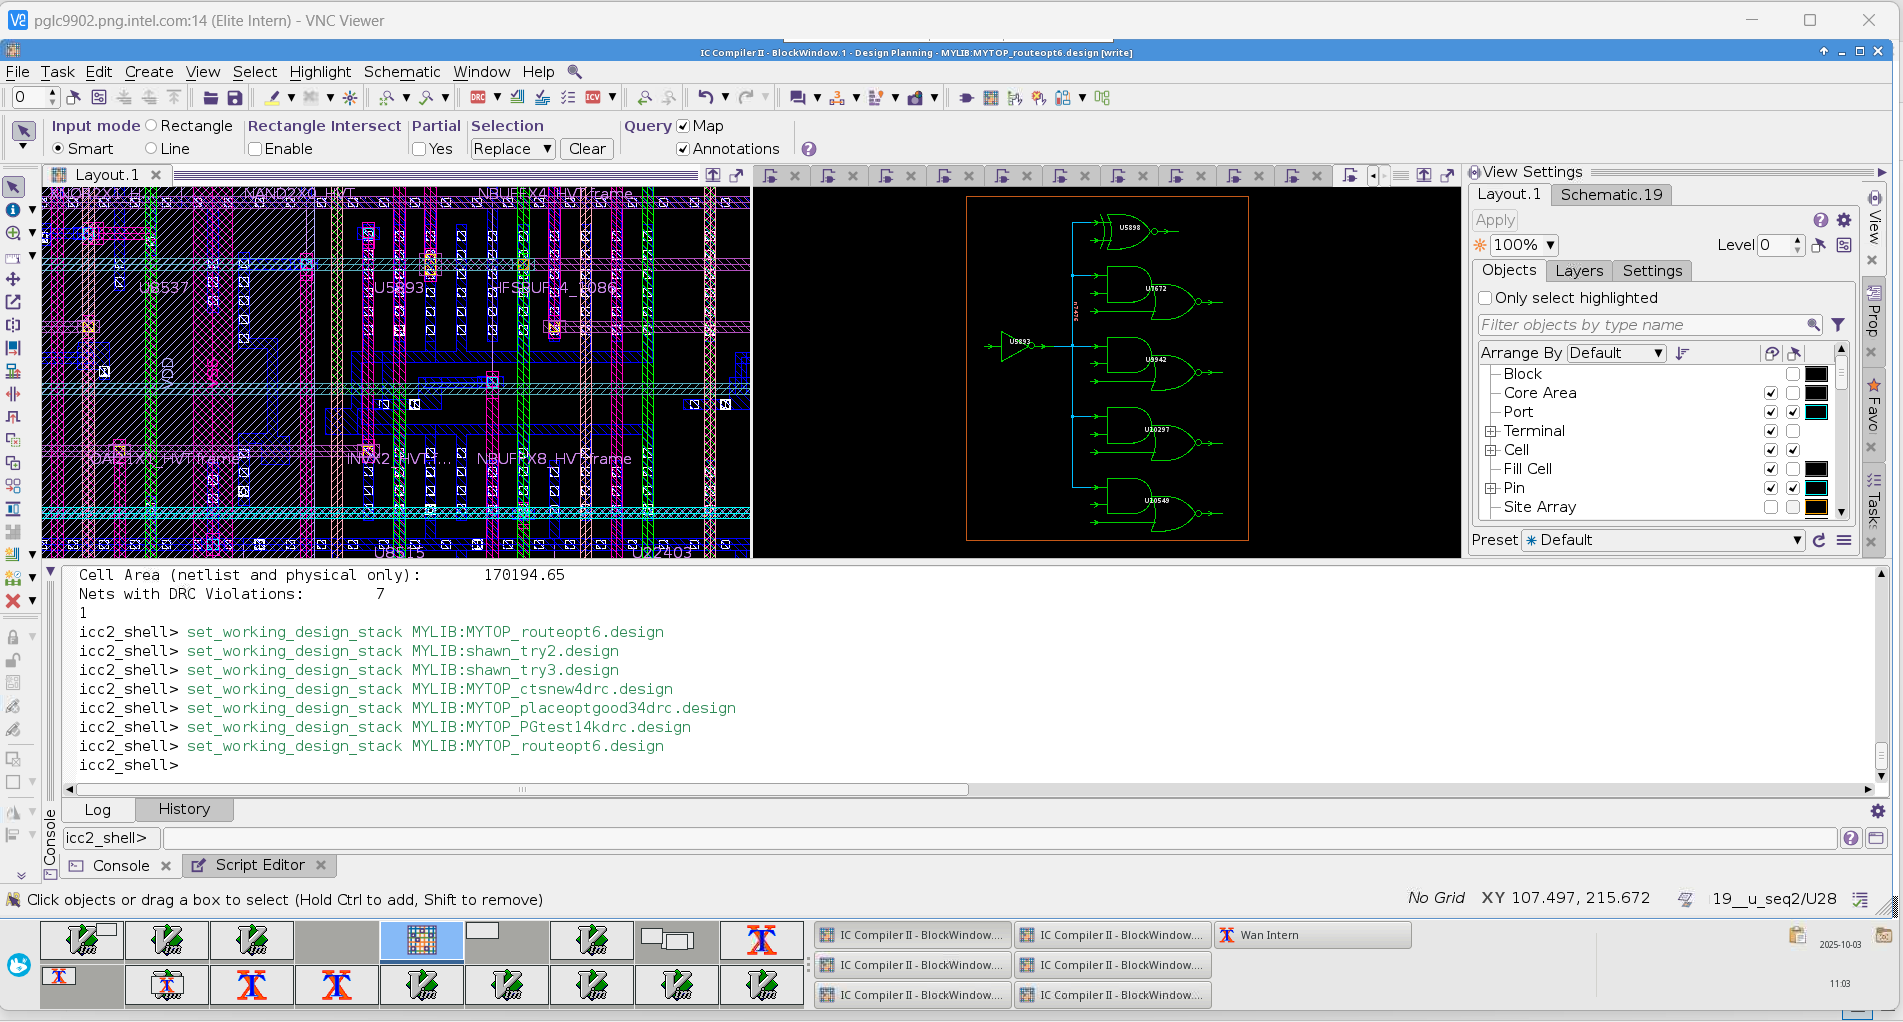 pglc9902.png.intel.com:14 (Elite Intern) - VNC Viewer
IC Compiler II - BlockWindow.1 - Design Planning - MYLIB:MYTOP_routeopt6.design [write]
File Task Edit Create View Select Highlight Schematic Window Help
0
DRC
ICV
Input mode Rectangle Rectangle Intersect Partial Selection Query Map
Smart Line Enable Yes Replace Clear Annotations
Layout.1
View Settings
Layout.1 Schematic.19
Apply
100% Level 0
Objects Layers Settings
Only select highlighted
Filter objects by type name
Arrange By Default
Block
Core Area
Port
Terminal
Cell
Fill Cell
Pin
Site Array
Preset Default
View
Prop
Favo
Tasks
NAND2X0_HVT
NBUFFX4_HVT.frame
U8537
U5893
HFSBUF_4_1086
VDD
INVX2_HVT.f...
NBUFFX8_HVT.frame
U8515
U22403
U5898
U7672
U5893
U9942
U10297
U10549
Cell Area (netlist and physical only): 170194.65
Nets with DRC Violations: 7
1
icc2_shell> set_working_design_stack MYLIB:MYTOP_routeopt6.design
icc2_shell> set_working_design_stack MYLIB:shawn_try2.design
icc2_shell> set_working_design_stack MYLIB:shawn_try3.design
icc2_shell> set_working_design_stack MYLIB:MYTOP_ctsnew4drc.design
icc2_shell> set_working_design_stack MYLIB:MYTOP_placeoptgood34drc.design
icc2_shell> set_working_design_stack MYLIB:MYTOP_PGtest14kdrc.design
icc2_shell> set_working_design_stack MYLIB:MYTOP_routeopt6.design
icc2_shell>
Log History
Console
icc2_shell>
Console Script Editor
Click objects or drag a box to select (Hold Ctrl to add, Shift to remove)
No Grid XY 107.497, 215.672 19__u_seq2/U28
IC Compiler II - BlockWindow.... IC Compiler II - BlockWindow.... Wan Intern
IC Compiler II - BlockWindow.... IC Compiler II - BlockWindow....
IC Compiler II - BlockWindow.... IC Compiler II - BlockWindow....
2025-10-03
11:03